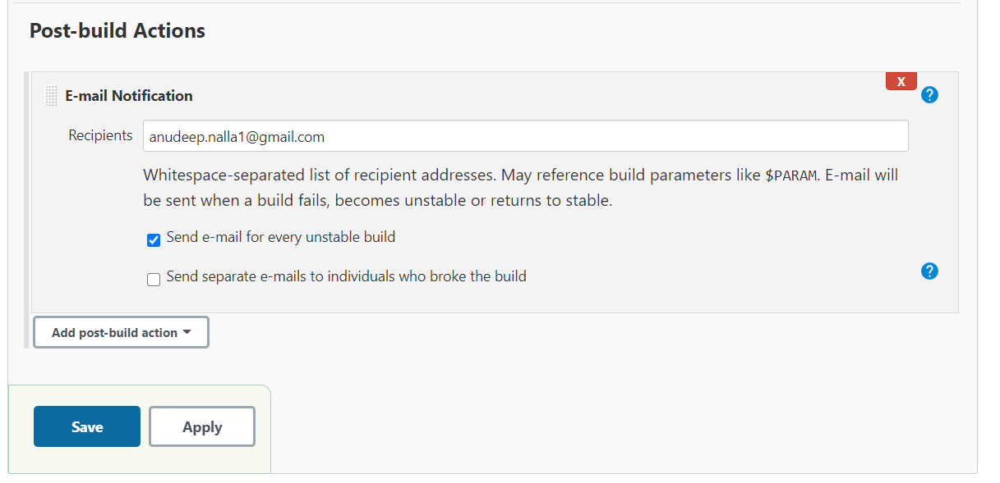 Post-build Actions
X
E-mail Notification
?
Recipients
anudeep.nalla1@gmail.com
Whitespace-separated list of recipient addresses. May reference build parameters like $PARAM. E-mail will
be sent when a build fails, becomes unstable or returns to stable.
Send e-mail for every unstable build
Send separate e-mails to individuals who broke the build
?
Add post-build action
Save
Apply